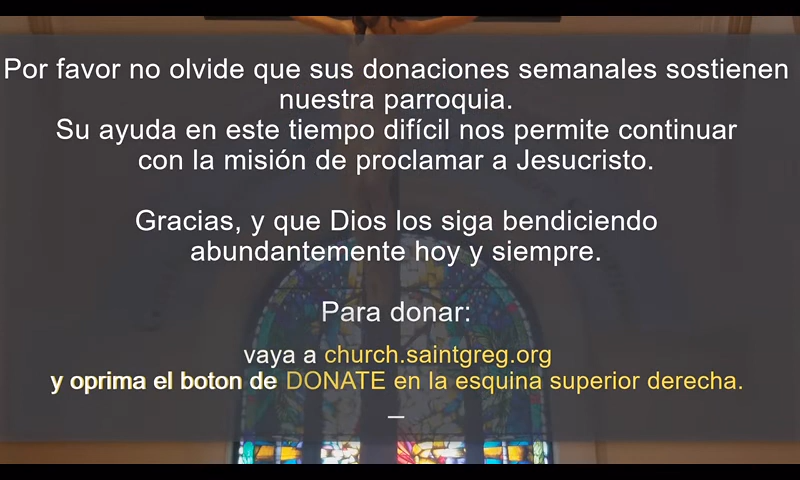 Por favor no olvide que sus donaciones semanales sostienen
nuestra parroquia.
Su ayuda en este tiempo difícil nos permite continuar
con la misión de proclamar a Jesucristo.
Gracias, y que Dios los siga bendiciendo
abundantemente hoy y siempre.
Para donar:
vaya a church.saintgreg.org
y oprima el boton de DONATE en la esquina superior derecha.
_